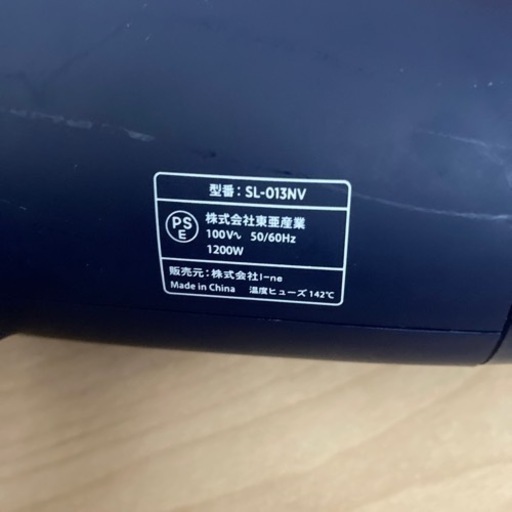 型番：SL-013NV
PS
E
株式会社東亜産業
100V~ 50/60Hz
1200W
販売元：株式会社I-ne
Made in China 温度ヒューズ 142℃